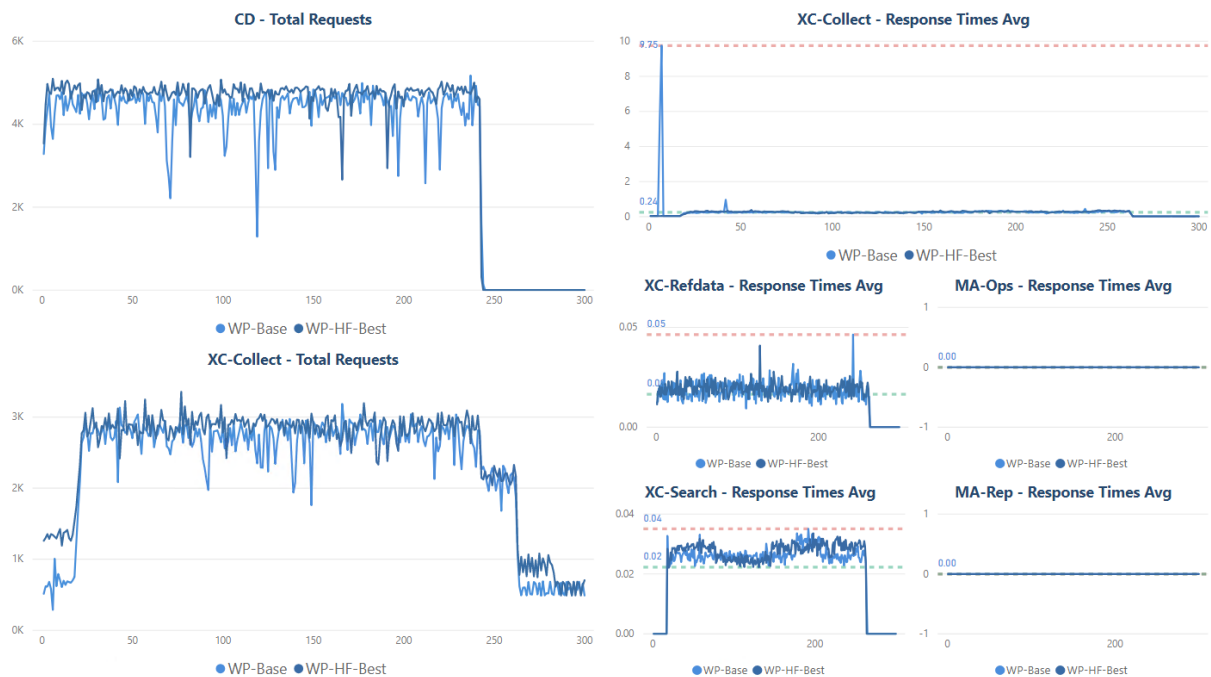 CD - Total Requests
6K
4K
2K
0K
0 50 100 150 200 250 300
WP-Base WP-HF-Best
XC-Collect - Total Requests
3K
2K
1K
0K
0 50 100 150 200 250 300
WP-Base WP-HF-Best
XC-Collect - Response Times Avg
10
9.75
8
6
4
2
0.24
0
0 50 100 150 200 250 300
WP-Base WP-HF-Best
XC-Refdata - Response Times Avg
0.05
0.05
0.00
0 200
WP-Base WP-HF-Best
MA-Ops - Response Times Avg
1
0.00
0
-1
0 200
WP-Base WP-HF-Best
XC-Search - Response Times Avg
0.04
0.04
0.02
0.02
0.00
0 200
WP-Base WP-HF-Best
MA-Rep - Response Times Avg
1
0.00
0
-1
0 200
WP-Base WP-HF-Best